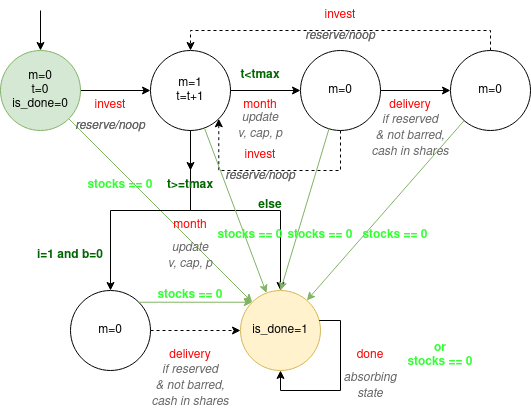 invest
reserve/noop
m=0
t=0
is_done=0
invest
reserve/noop
m=1
t=t+1
t<tmax
month
update
v, cap, p
m=0
delivery
if reserved
& not barred,
cash in shares
m=0
invest
reserve/noop
stocks == 0
t>=tmax
else
month
update
v, cap, p
stocks == 0
stocks == 0
stocks == 0
i=1 and b=0
stocks == 0
m=0
delivery
if reserved
& not barred,
cash in shares
is_done=1
done
absorbing
state
or
stocks == 0